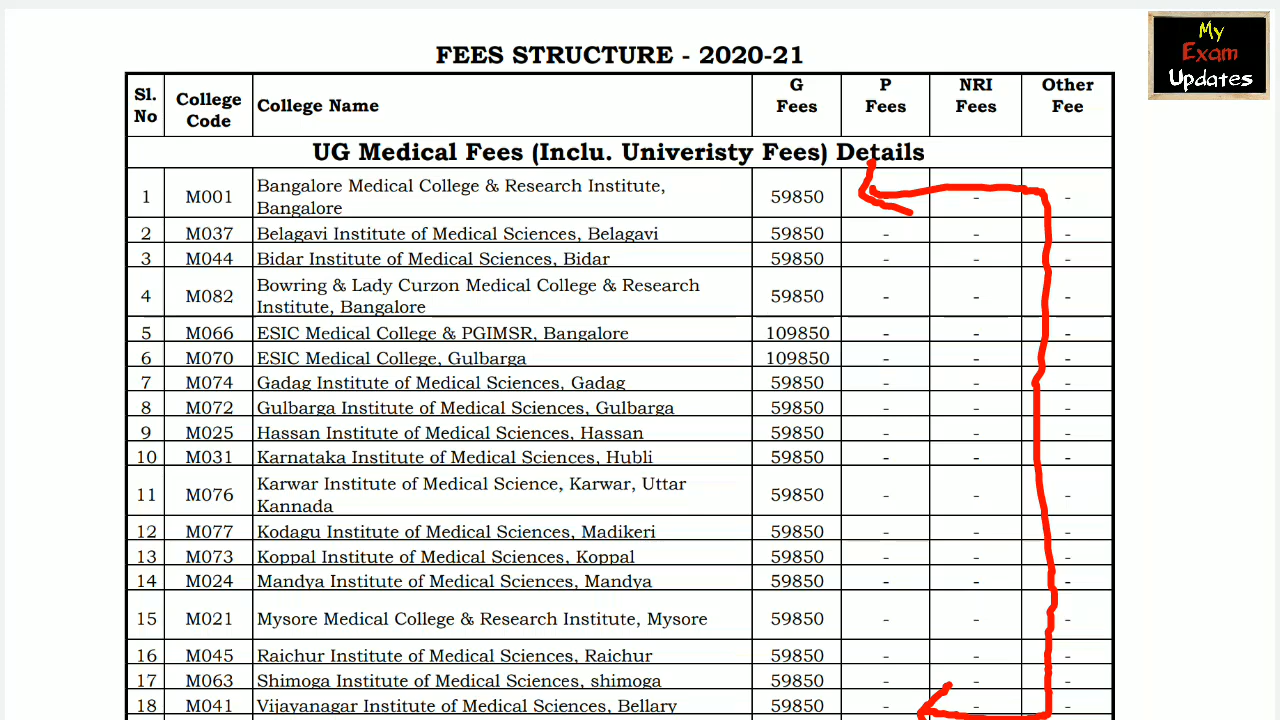 My
Exam
Updates
FEES STRUCTURE - 2020-21
Sl. No College Code College Name G Fees P Fees NRI Fees Other Fee
UG Medical Fees (Inclu. Univeristy Fees) Details
1 M001 Bangalore Medical College & Research Institute, Bangalore 59850 - - -
2 M037 Belagavi Institute of Medical Sciences, Belagavi 59850 - - -
3 M044 Bidar Institute of Medical Sciences, Bidar 59850 - - -
4 M082 Bowring & Lady Curzon Medical College & Research Institute, Bangalore 59850 - - -
5 M066 ESIC Medical College & PGIMSR, Bangalore 109850 - - -
6 M070 ESIC Medical College, Gulbarga 109850 - - -
7 M074 Gadag Institute of Medical Sciences, Gadag 59850 - - -
8 M072 Gulbarga Institute of Medical Sciences, Gulbarga 59850 - - -
9 M025 Hassan Institute of Medical Sciences, Hassan 59850 - - -
10 M031 Karnataka Institute of Medical Sciences, Hubli 59850 - - -
11 M076 Karwar Institute of Medical Science, Karwar, Uttar Kannada 59850 - - -
12 M077 Kodagu Institute of Medical Sciences, Madikeri 59850 - - -
13 M073 Koppal Institute of Medical Sciences, Koppal 59850 - - -
14 M024 Mandya Institute of Medical Sciences, Mandya 59850 - - -
15 M021 Mysore Medical College & Research Institute, Mysore 59850 - - -
16 M045 Raichur Institute of Medical Sciences, Raichur 59850 - - -
17 M063 Shimoga Institute of Medical Sciences, shimoga 59850 - - -
18 M041 Vijayanagar Institute of Medical Sciences, Bellary 59850 - - -